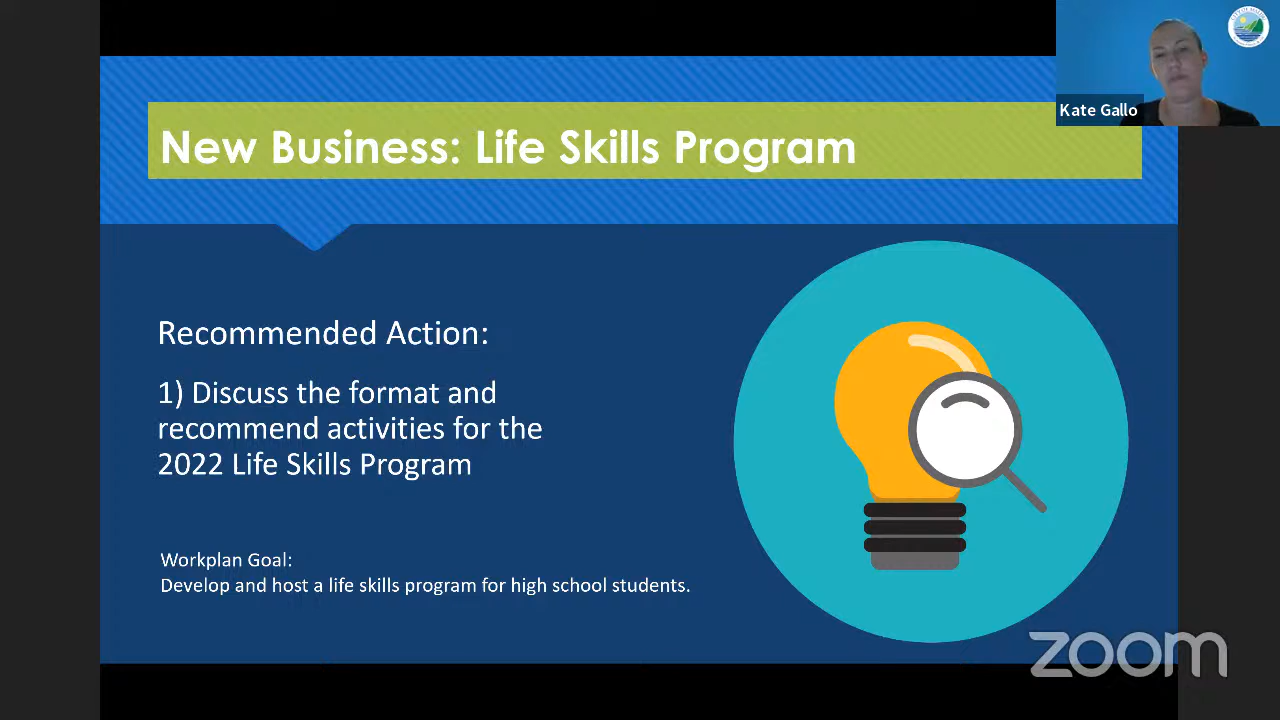 Kate Gallo
New Business: Life Skills Program
Recommended Action:
1) Discuss the format and
recommend activities for the
2022 Life Skills Program
Workplan Goal:
Develop and host a life skills program for high school students.
zoom